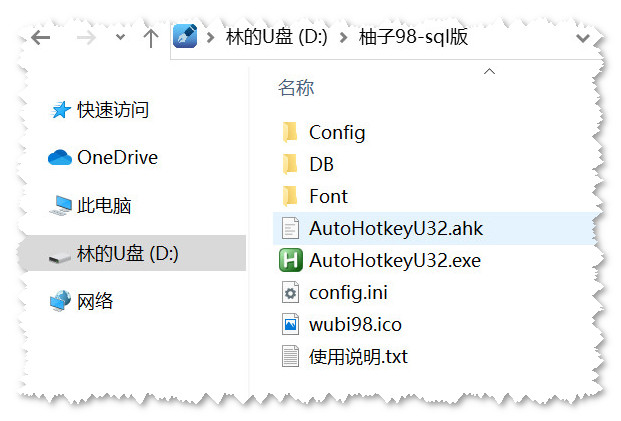 林的U盘 (D:) 柚子98-sql版
名称
快速访问
OneDrive
此电脑
林的U盘 (D:)
网络
Config
DB
Font
AutoHotkeyU32.ahk
AutoHotkeyU32.exe
config.ini
wubi98.ico
使用说明.txt